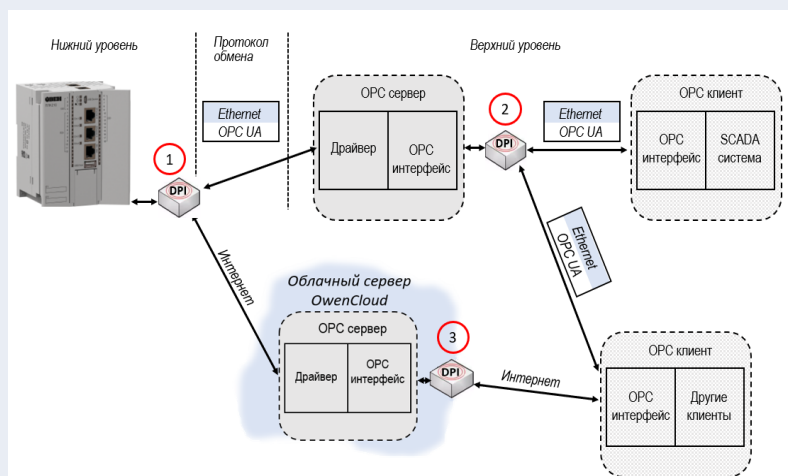 Нижний уровень
Протокол
обмена
Верхний уровень
Ethernet
OPC UA
1
DPI
OPC сервер
Драйвер
OPC
интерфейс
2
DPI
Ethernet
OPC UA
OPC клиент
OPC
интерфейс
SCADA
система
Ethernet
OPC UA
Интернет
Облачный сервер
OwenCloud
OPC сервер
Драйвер
OPC
интерфейс
3
DPI
Интернет
OPC клиент
OPC
интерфейс
Другие
клиенты